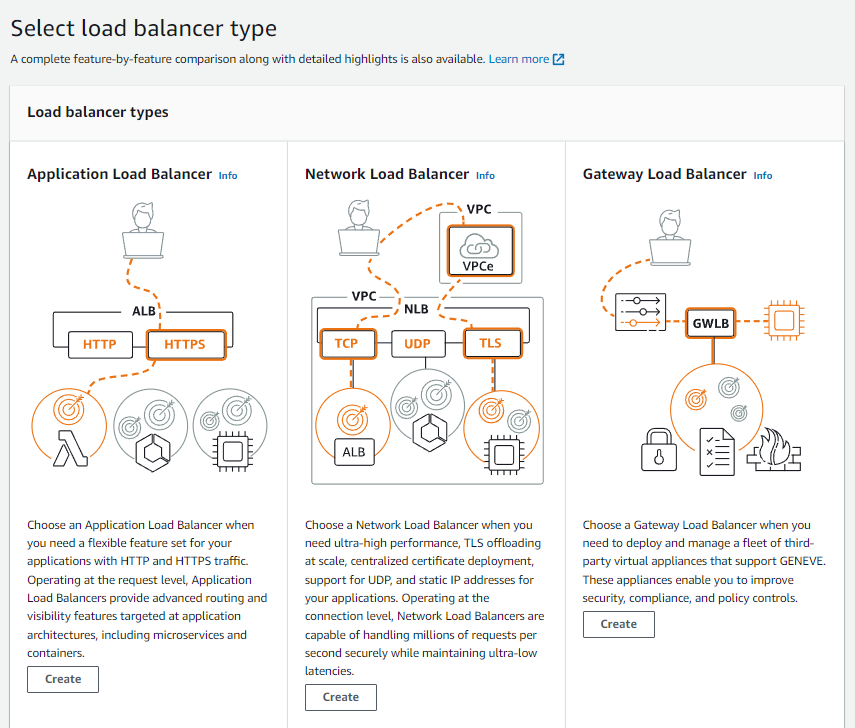 Select load balancer type
A complete feature-by-feature comparison along with detailed highlights is also available. Learn more
Load balancer types
Application Load Balancer Info
ALB
HTTP
HTTPS
Choose an Application Load Balancer when
you need a flexible feature set for your
applications with HTTP and HTTPS traffic.
Operating at the request level, Application
Load Balancers provide advanced routing and
visibility features targeted at application
architectures, including microservices and
containers.
Create
Network Load Balancer Info
VPC
VPCe
VPC
NLB
TCP
UDP
TLS
ALB
Choose a Network Load Balancer when you
need ultra-high performance, TLS offloading
at scale, centralized certificate deployment,
support for UDP, and static IP addresses for
your applications. Operating at the
connection level, Network Load Balancers are
capable of handling millions of requests per
second securely while maintaining ultra-low
latencies.
Create
Gateway Load Balancer Info
GWLB
Choose a Gateway Load Balancer when you
need to deploy and manage a fleet of third-
party virtual appliances that support GENEVE.
These appliances enable you to improve
security, compliance, and policy controls.
Create